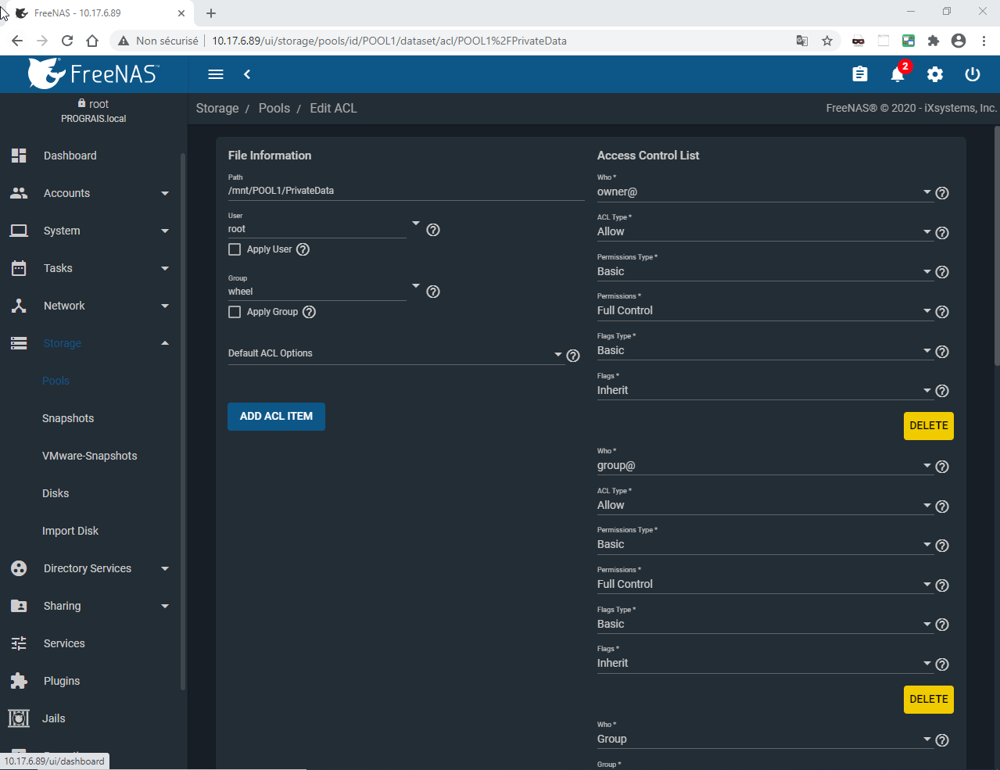 FreeNAS - 10.17.6.89
Non sécurisé
10.17.6.89/ui/storage/pools/id/POOL1/dataset/acl/POOL1%2FPrivateData
FreeNAS™
2
root
PROGRAIS.local
Storage / Pools / Edit ACL
FreeNAS® © 2020 - iXsystems, Inc.
Dashboard
Accounts
System
Tasks
Network
Storage
Pools
Snapshots
VMware-Snapshots
Disks
Import Disk
Directory Services
Sharing
Services
Plugins
Jails
10.17.6.89/ui/dashboard
File Information
Path
/mnt/POOL1/PrivateData
User
root
Apply User
Group
wheel
Apply Group
Default ACL Options
ADD ACL ITEM
Access Control List
Who *
owner@
ACL Type *
Allow
Permissions Type *
Basic
Permissions *
Full Control
Flags Type *
Basic
Flags *
Inherit
DELETE
Who *
group@
ACL Type *
Allow
Permissions Type *
Basic
Permissions *
Full Control
Flags Type *
Basic
Flags *
Inherit
DELETE
Who *
Group
Group *